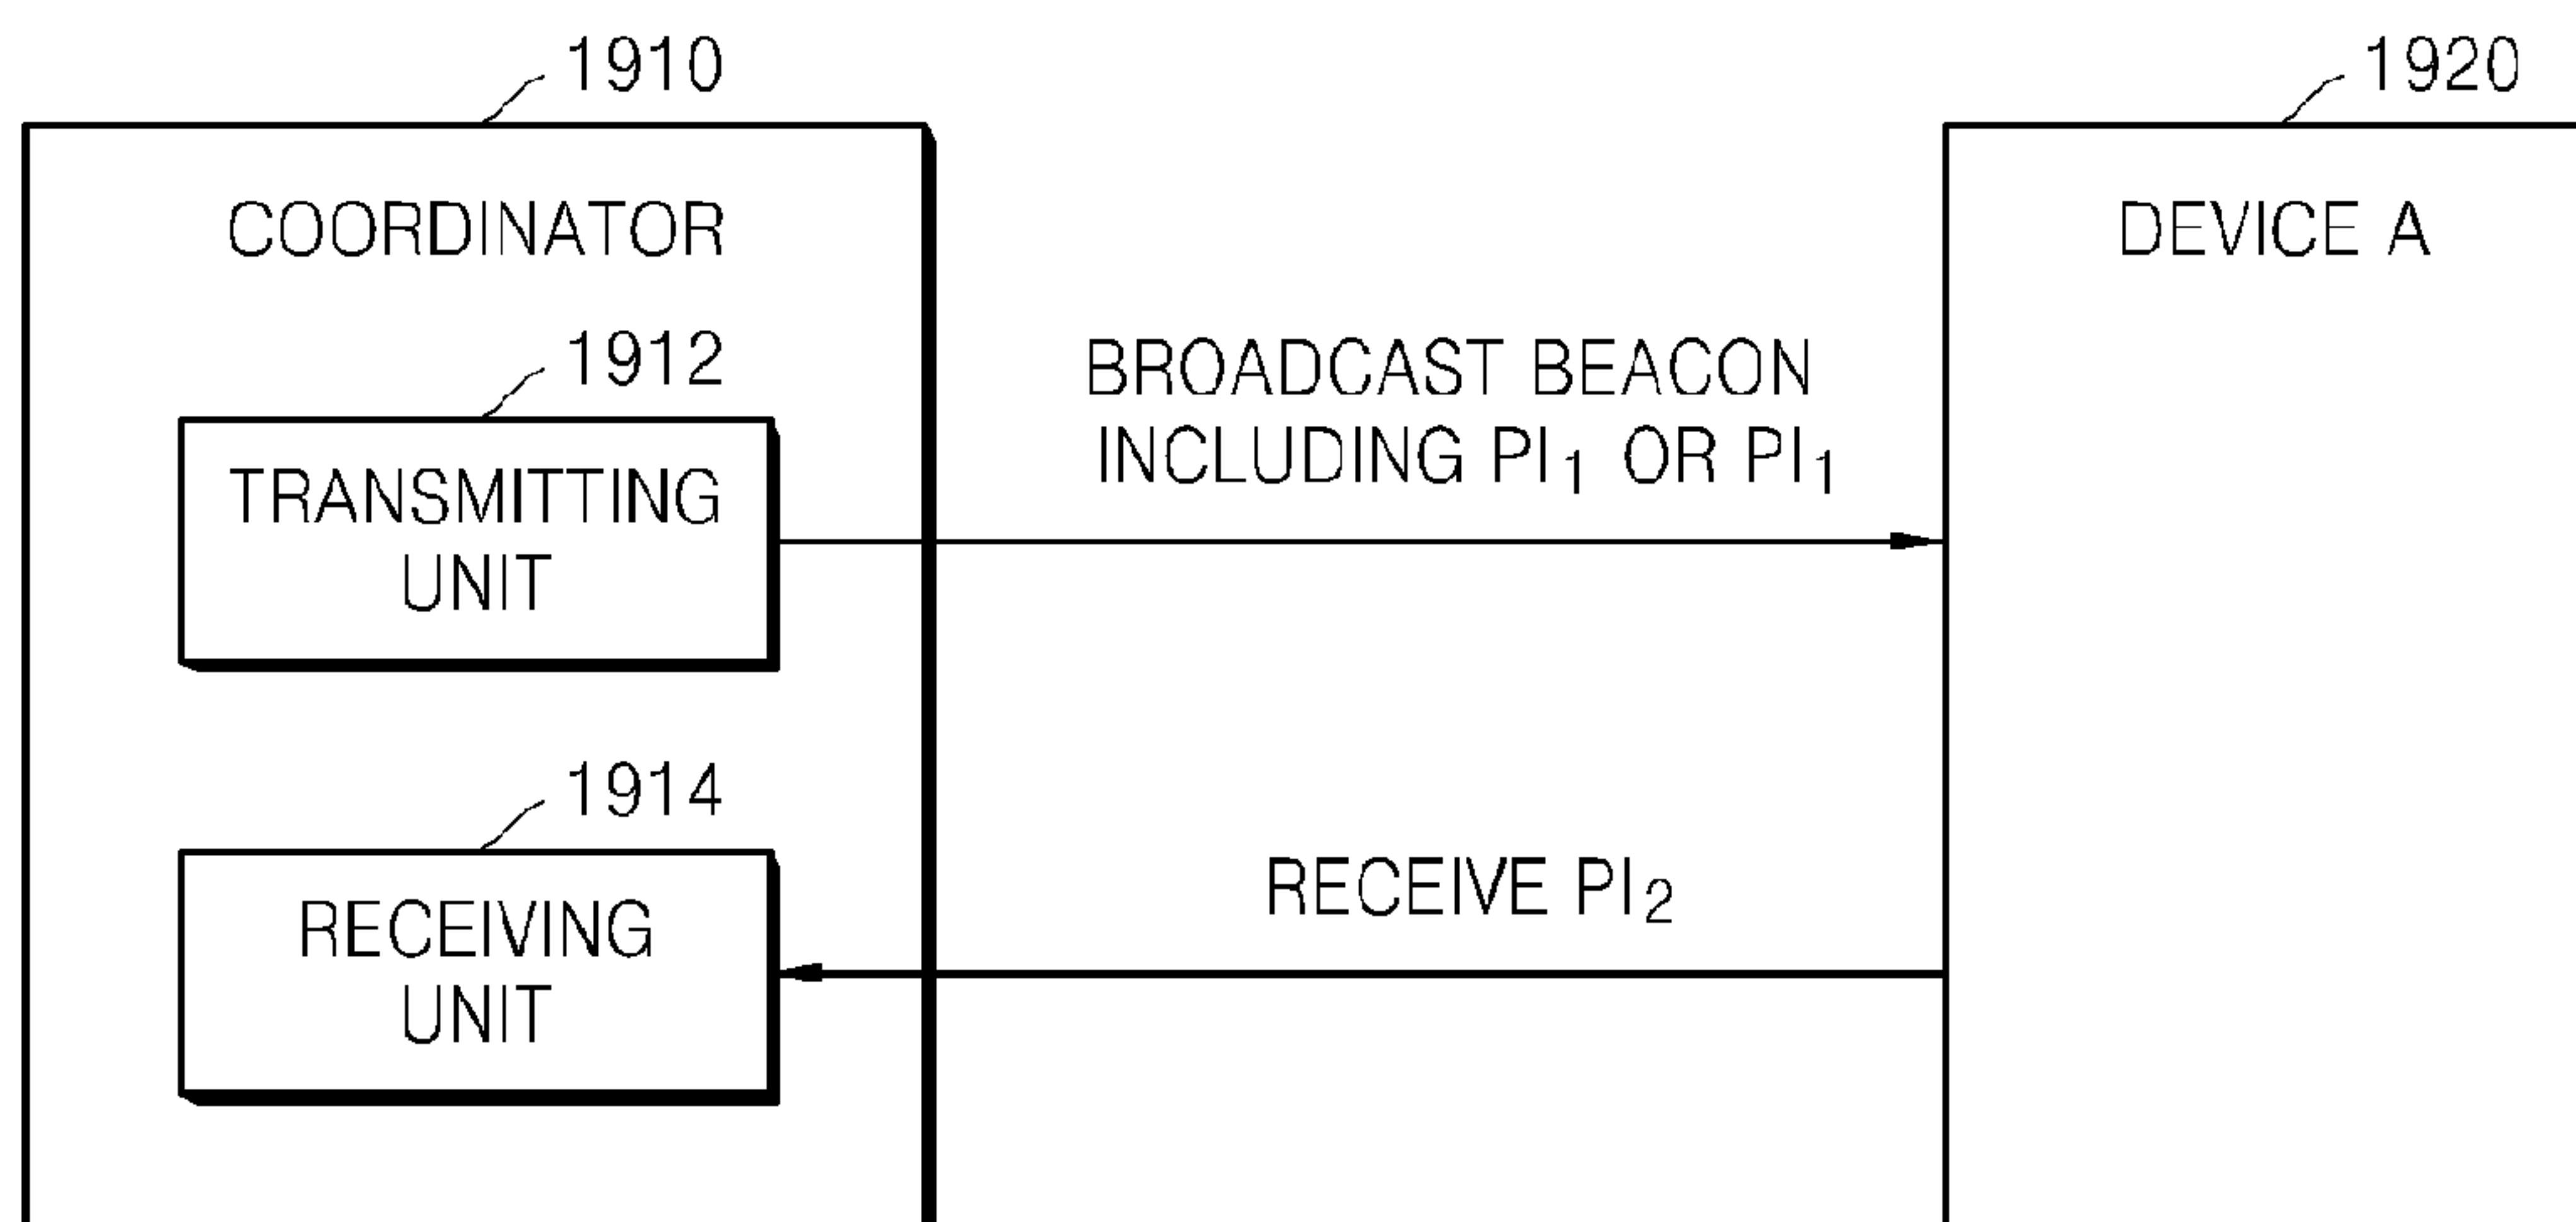 1910
1920
COORDINATOR
DEVICE A
1912
BROADCAST BEACON
INCLUDING PI₁ OR PI₁
TRANSMITTING
UNIT
1914
RECEIVE PI₂
RECEIVING
UNIT